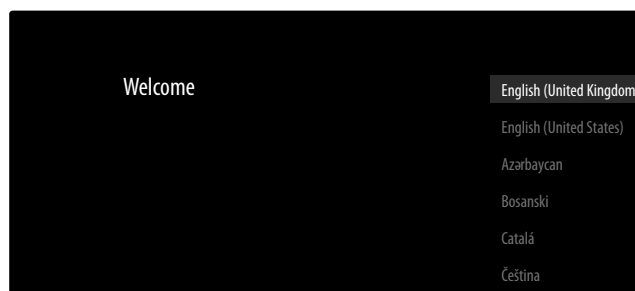 Welcome
English (United Kingdom
English (United States)
Azərbaycan
Bosanski
Catalá
Čeština